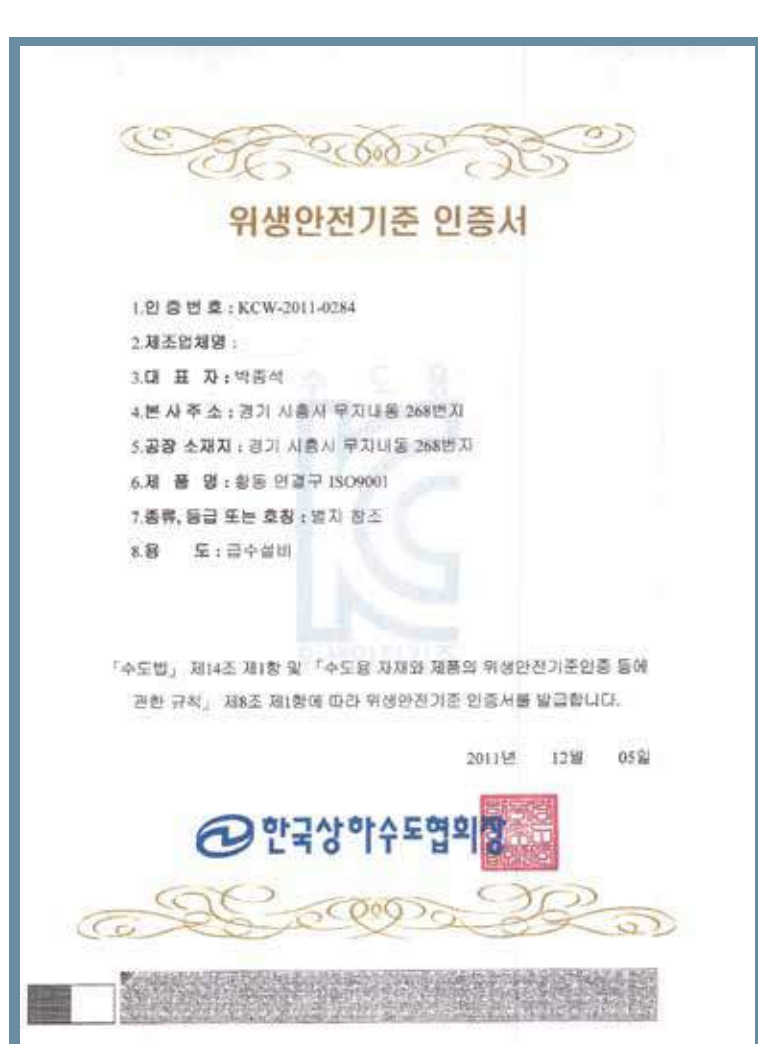 위생안전기준 인증서
1.인 증 번 호 : KCW-2011-0284
2.제조업체명 :
3.대 표 자 : 박종석
4.본 사 주 소 : 경기 시흥시 무지내동 268번지
5.공장 소재지 : 경기 시흥시 무지내동 268번지
6.제 품 명 : 황동 연결구 ISO9001
7.종류, 등급 또는 호칭 : 별지 참조
8.용 도 : 급수설비
수 도 용
위생안전기준
「수도법」 제14조 제1항 및 「수도용 자재와 제품의 위생안전기준인증 등에
관한 규칙」 제8조 제1항에 따라 위생안전기준 인증서를 발급합니다.
2011년 12월 05일
한국상하수도협회장